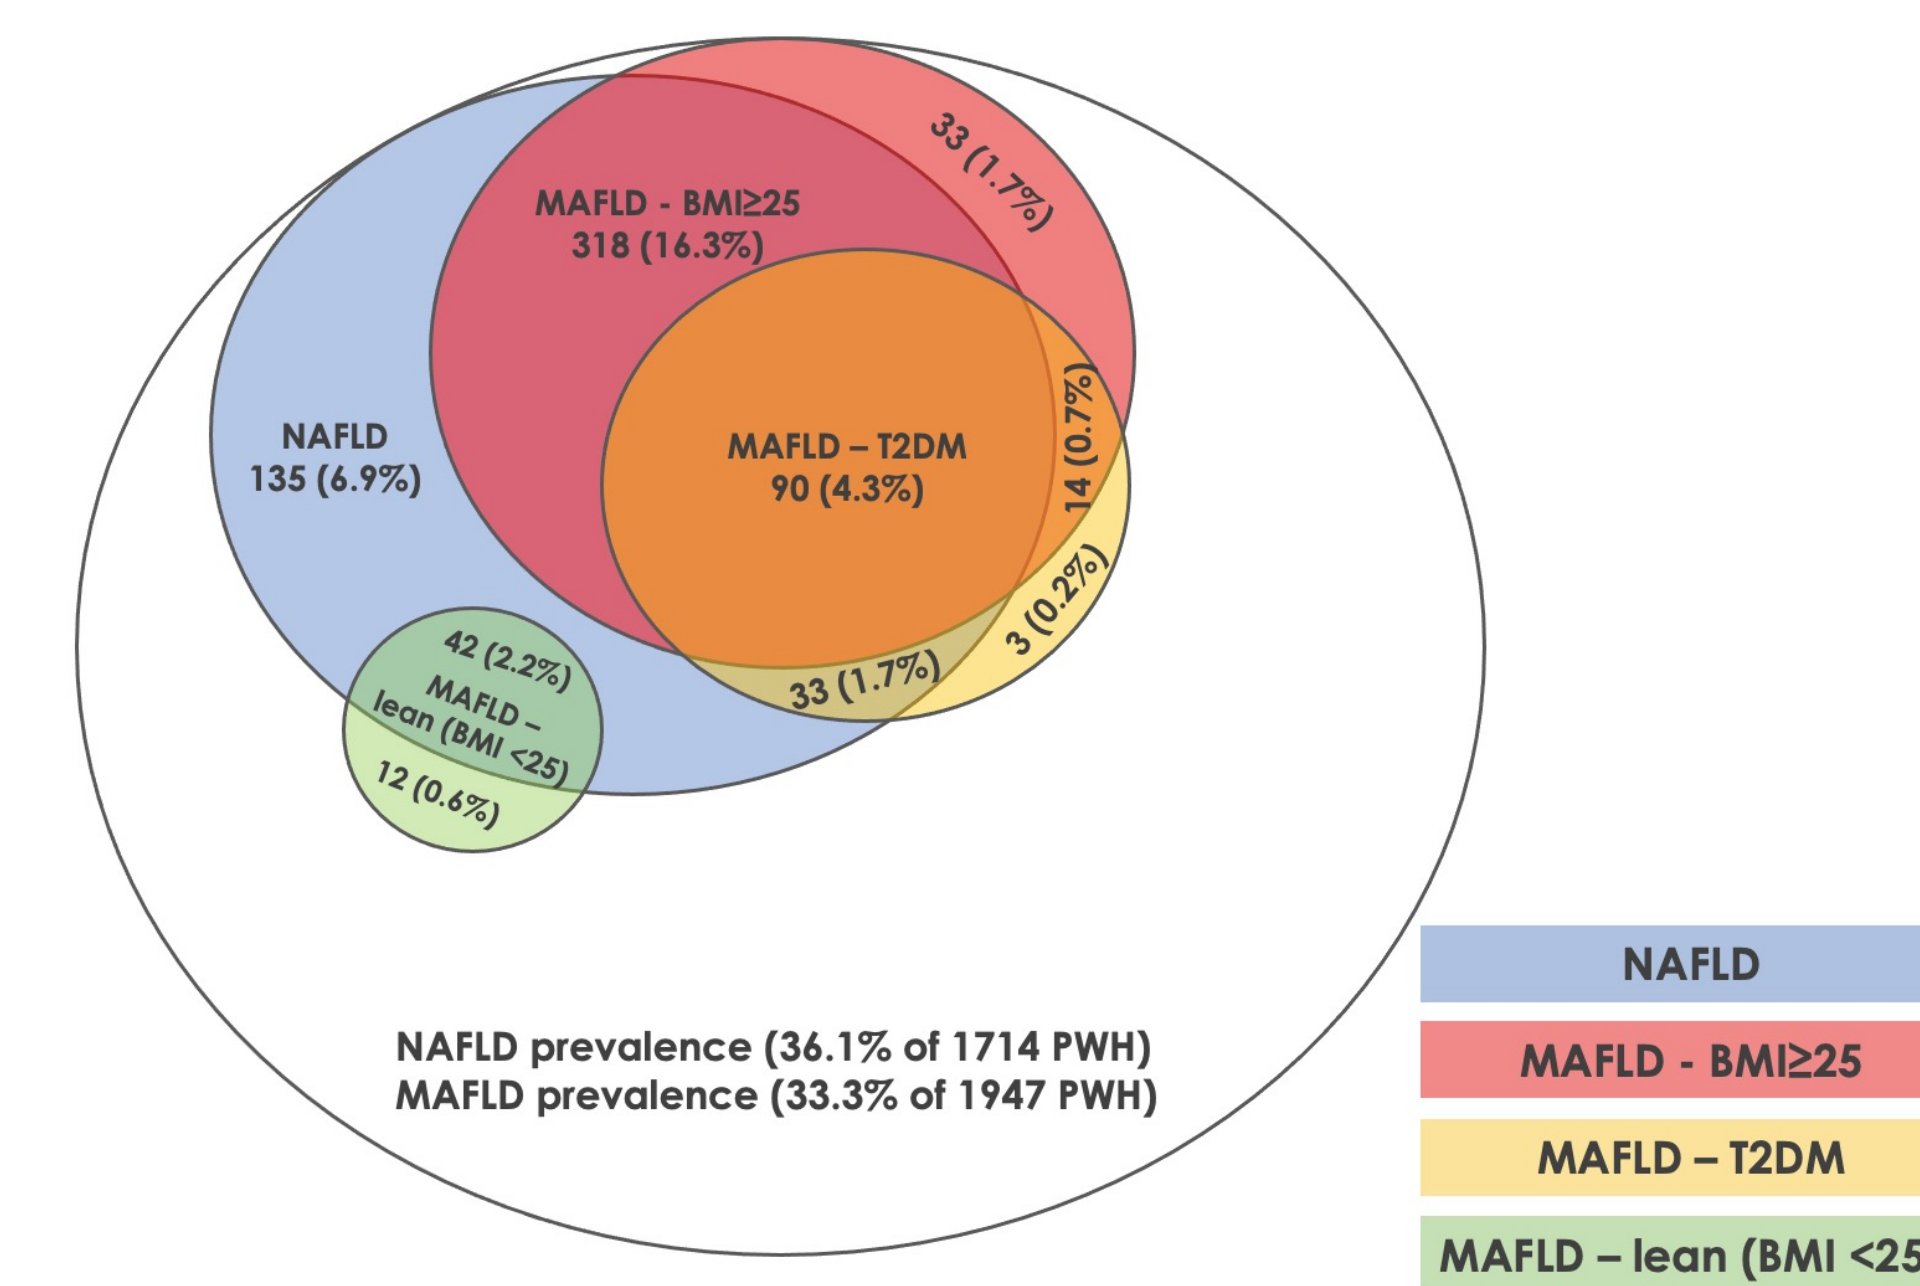 33 (1.7%)
MAFLD - BMI≥25
318 (16.3%)
14 (0.7%)
NAFLD
135 (6.9%)
MAFLD – T2DM
90 (4.3%)
3 (0.2%)
33 (1.7%)
42 (2.2%)
MAFLD –
lean (BMI <25)
12 (0.6%)
NAFLD prevalence (36.1% of 1714 PWH)
MAFLD prevalence (33.3% of 1947 PWH)
NAFLD
MAFLD - BMI≥25
MAFLD – T2DM
MAFLD – lean (BMI <25